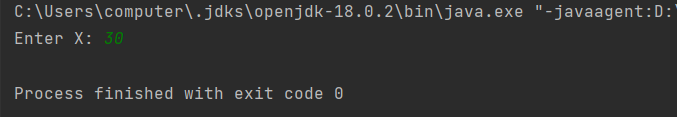 C:\Users\computer\.jdks\openjdk-18.0.2\bin\java.exe "-javaagent:D:\
Enter X: 30
Process finished with exit code 0